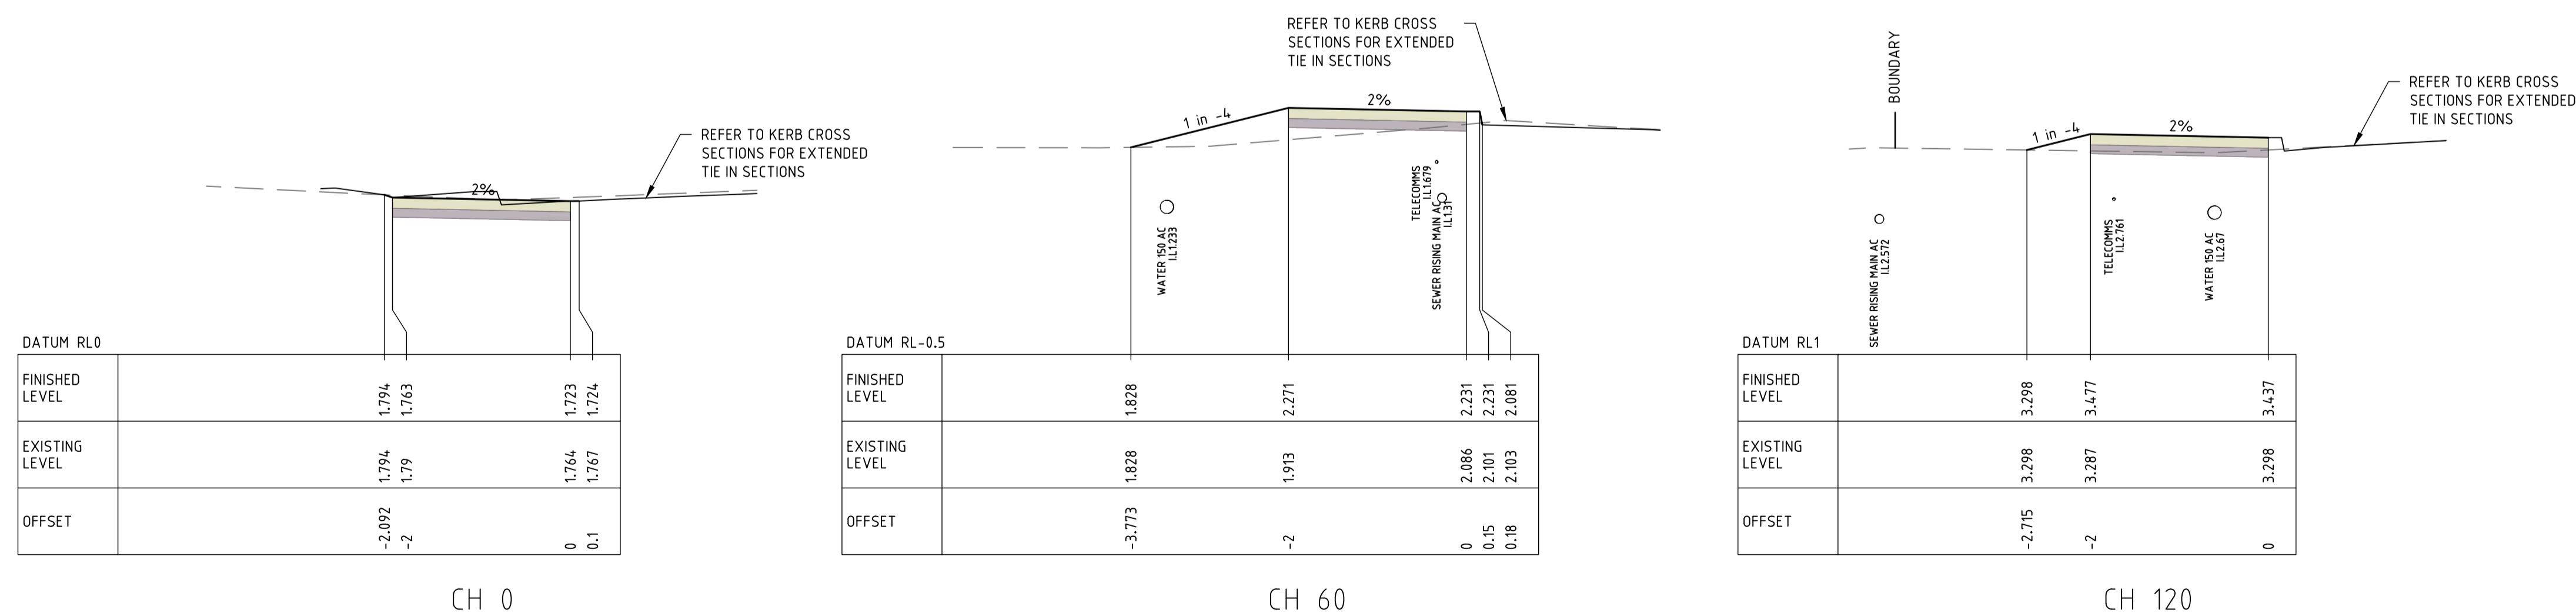 REFER TO KERB CROSS
SECTIONS FOR EXTENDED
TIE IN SECTIONS
2%
DATUM RL0
FINISHED
LEVEL
1.794 1.763 1.723 1.724
EXISTING
LEVEL
1.794 1.79 1.764 1.767
OFFSET
-2.092 -2 0 0.1
CH 0
REFER TO KERB CROSS
SECTIONS FOR EXTENDED
TIE IN SECTIONS
1 in -4
2%
WATER 150 AC
I.L1.233
TELECOMMS
I.L1.679
SEWER RISING MAIN AC
I.L1.31
DATUM RL-0.5
FINISHED
LEVEL
1.828 2.271 2.231 2.231 2.081
EXISTING
LEVEL
1.828 1.913 2.086 2.101 2.103
OFFSET
-3.773 -2 0 0.15 0.18
CH 60
BOUNDARY
REFER TO KERB CROSS
SECTIONS FOR EXTENDED
TIE IN SECTIONS
1 in -4
2%
SEWER RISING MAIN AC
I.L2.572
TELECOMMS
I.L2.761
WATER 150 AC
I.L2.67
DATUM RL1
FINISHED
LEVEL
3.298 3.477 3.437
EXISTING
LEVEL
3.298 3.287 3.298
OFFSET
-2.715 -2 0
CH 120